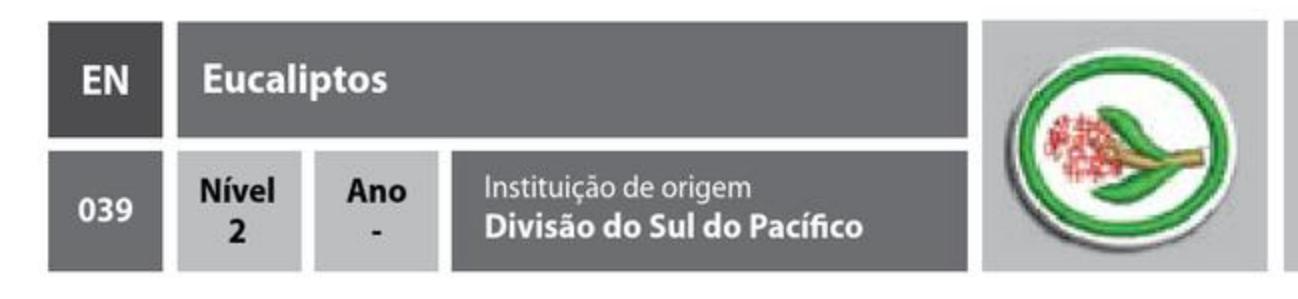 EN
Eucaliptos
039
Nível
2
Ano
-
Instituição de origem
Divisão do Sul do Pacífico